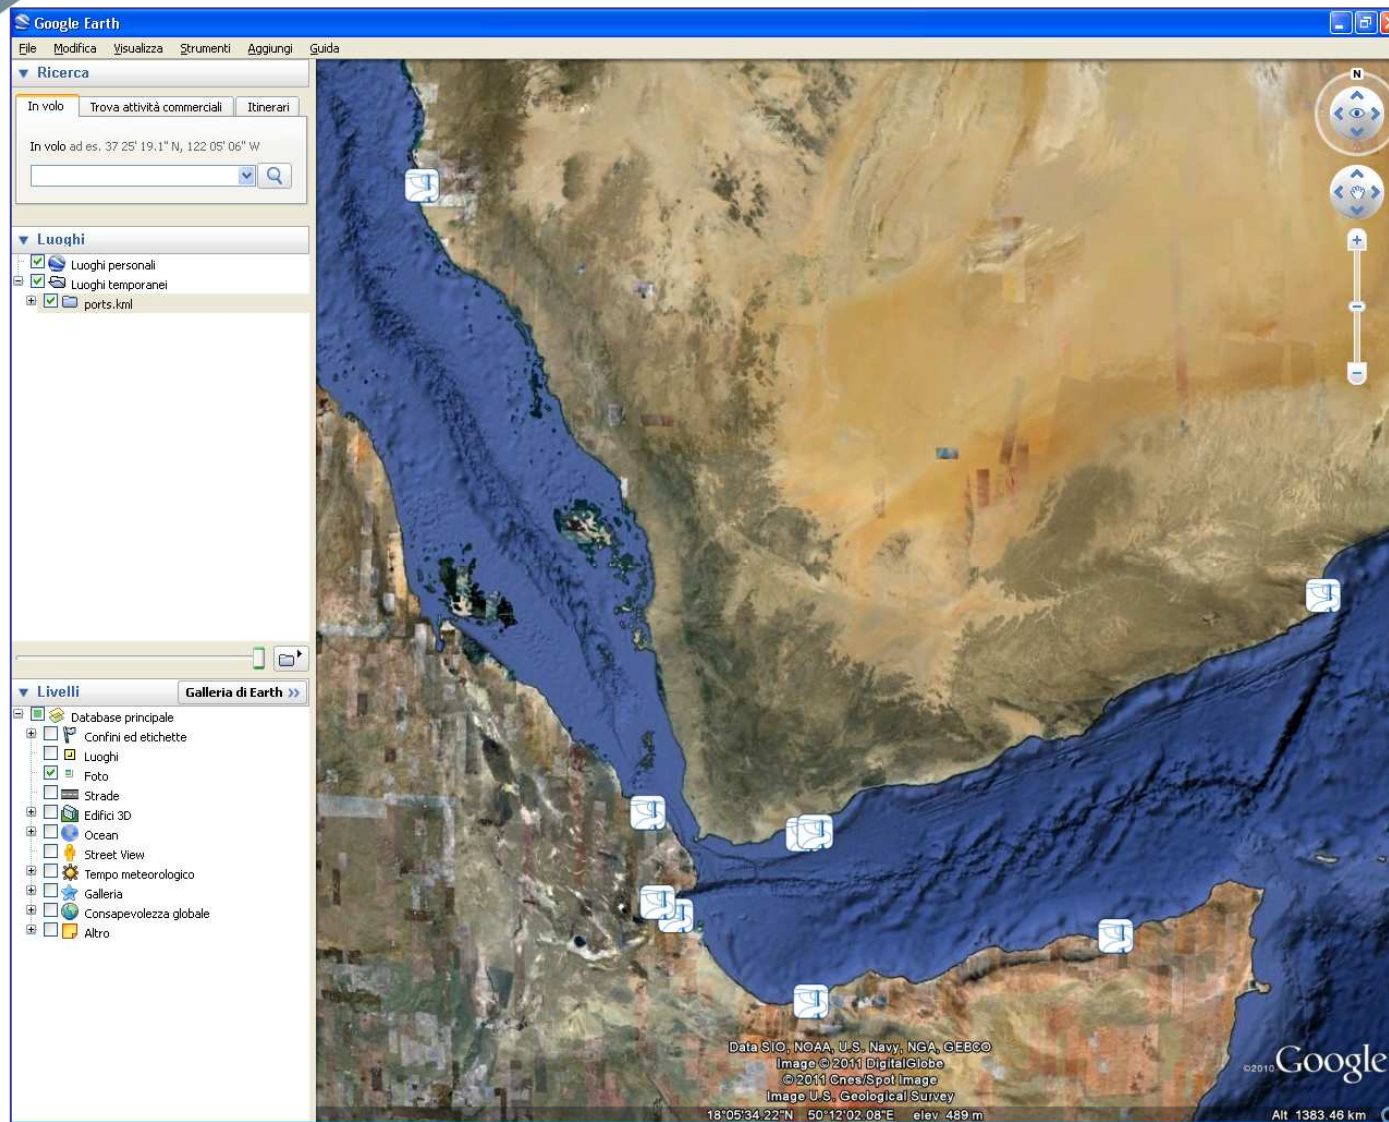 Google Earth
File Modifica Visualizza Strumenti Aggiungi Guida
Ricerca
In volo Trova attività commerciali Itinerari
In volo ad es. 37 25' 19.1" N, 122 05' 06" W
Luoghi
Luoghi personali
Luoghi temporanei
ports.kml
Livelli Galleria di Earth »
Database principale
Confini ed etichette
Luoghi
Foto
Strade
Edifici 3D
Ocean
Street View
Tempo meteorologico
Galleria
Consapevolezza globale
Altro
N
Data SIO, NOAA, U.S. Navy, NGA, GEBCO
Image © 2011 DigitalGlobe
©2011 Cnes/Spot Image
Image U.S. Geological Survey
©2010 Google
18°05'34.22"N 50°12'02.08"E elev 489 m
Alt 1383.46 km